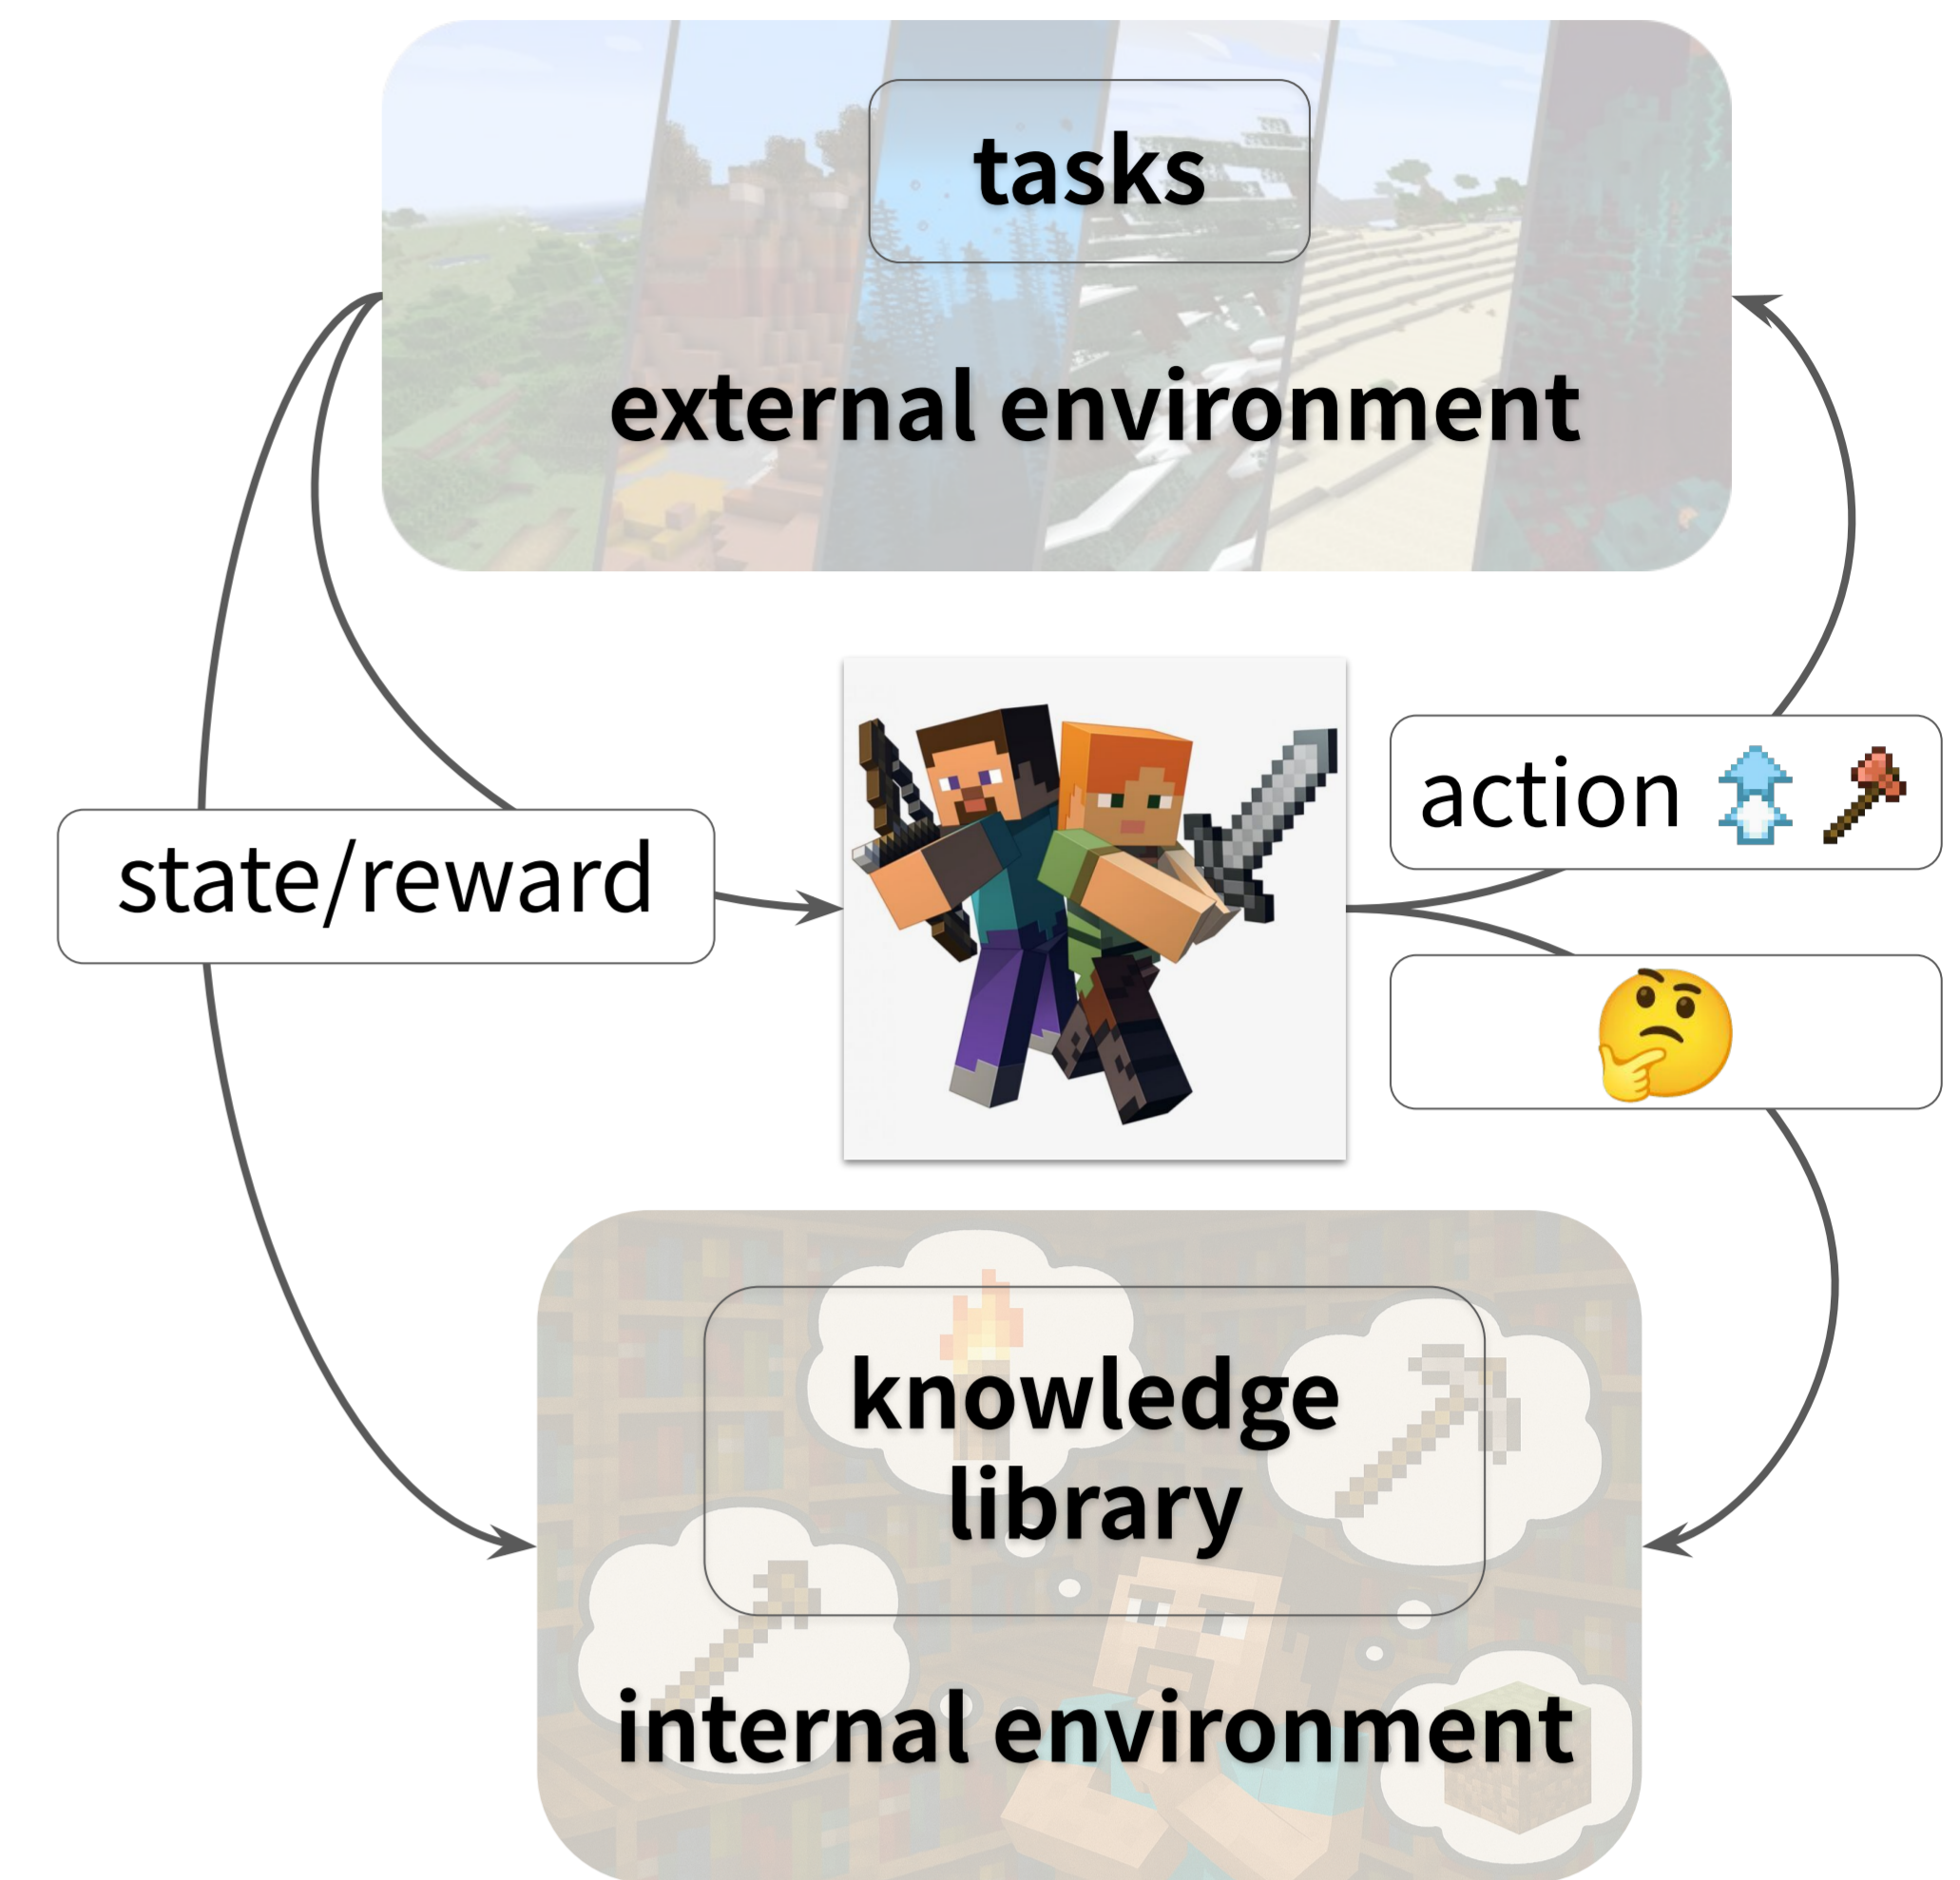 tasks
external environment
state/reward
action
knowledge
library
internal environment